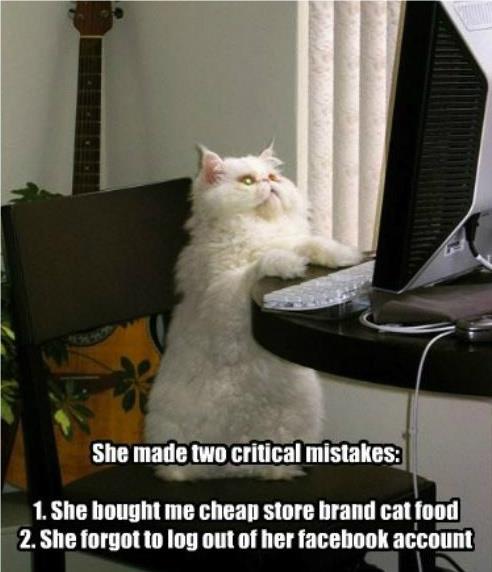 She made two critical mistakes:
1. She bought me cheap store brand cat food
2. She forgot to log out of her facebook account